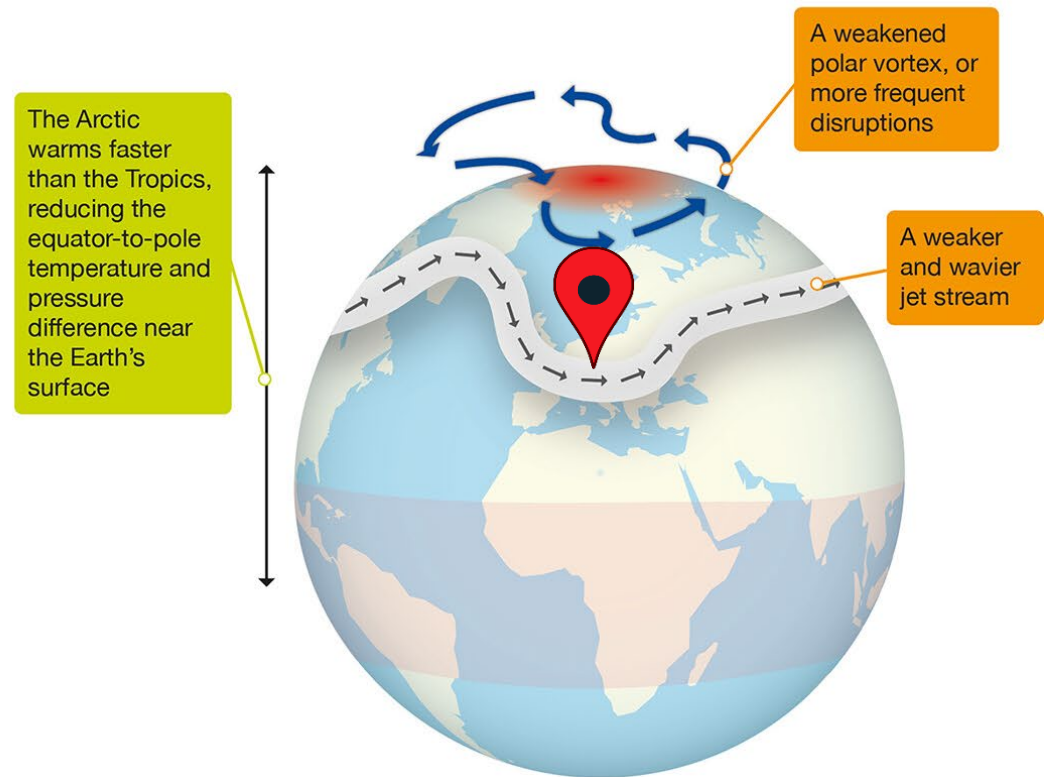 The Arctic
warms faster
than the Tropics,
reducing the
equator-to-pole
temperature and
pressure
difference near
the Earth's
surface
A weakened
polar vortex, or
more frequent
disruptions
A weaker
and wavier
jet stream